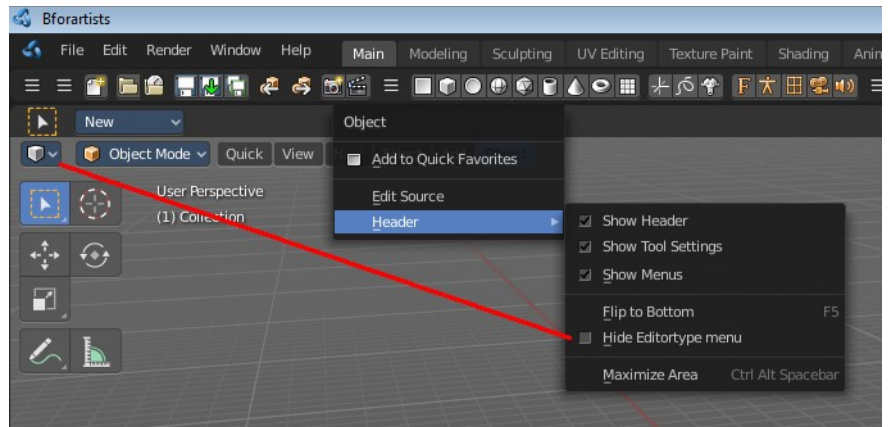 Bforartists
File Edit Render Window Help Main Modeling Sculpting UV Editing Texture Paint Shading
New
Object Mode Quick View
User Perspective
(1) Collection
Object
Add to Quick Favorites
Edit Source
Header
Show Header
Show Tool Settings
Show Menus
Flip to Bottom F5
Hide Editortype menu
Maximize Area Ctrl Alt Spacebar